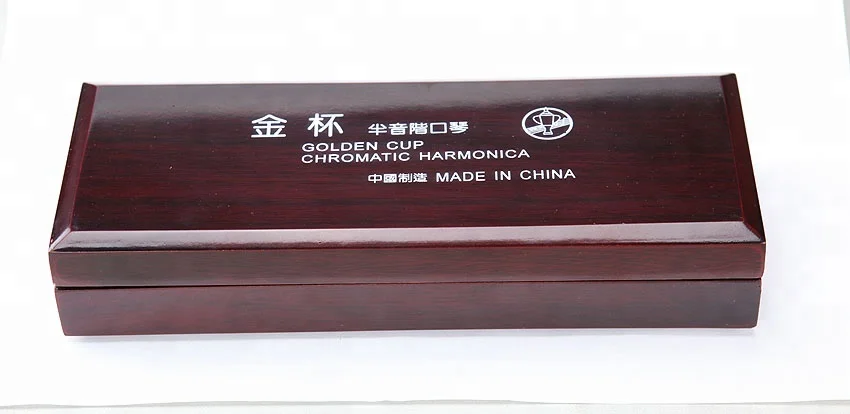 金杯 半音階口琴
GOLDEN CUP
CHROMATIC HARMONICA
中國制造 MADE IN CHINA